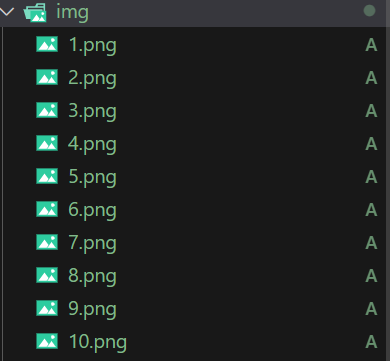 img
1.png A
2.png A
3.png A
4.png A
5.png A
6.png A
7.png A
8.png A
9.png A
10.png A